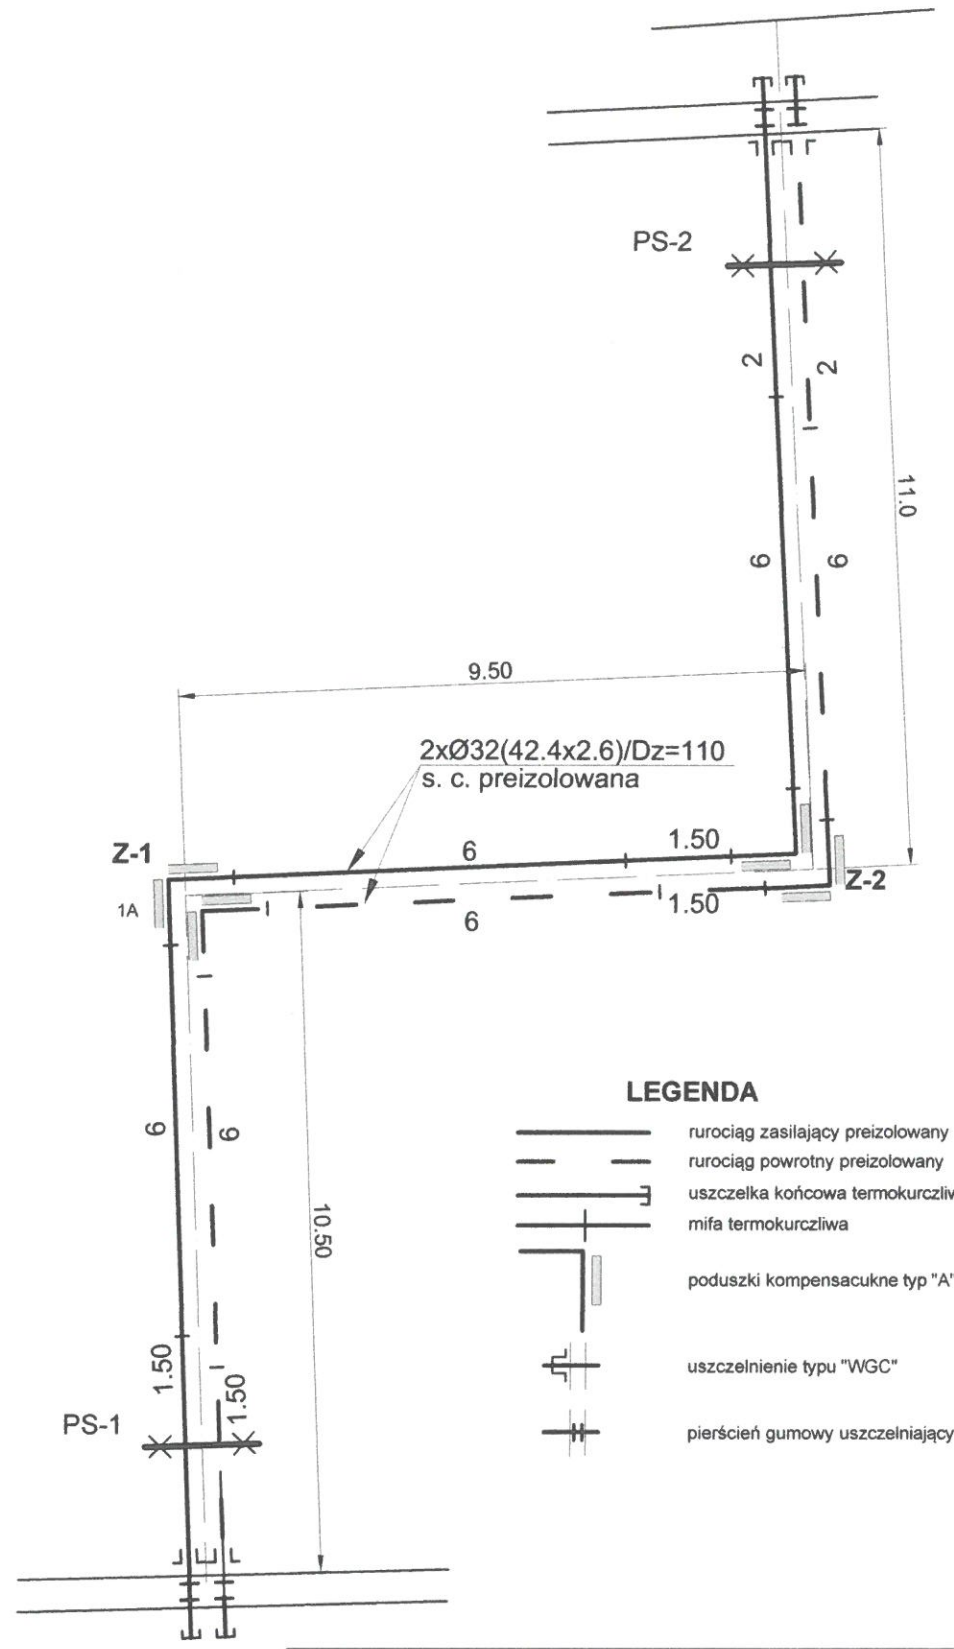 PS-2
2
2
11.0
6
6
9.50
2xØ32(42.4x2.6)/Dz=110
s. c. preizolowana
Z-1
6
1.50
Z-2
1A
6
1.50
LEGENDA
rurociąg zasilający preizolowany
rurociąg powrotny preizolowany
uszczelka końcowa termokurczliw
mifa termokurczliwa
poduszki kompensacukne typ "A"
uszczelnienie typu "WGC"
pierścień gumowy uszczelniający
6
6
10.50
1.50
1.50
PS-1